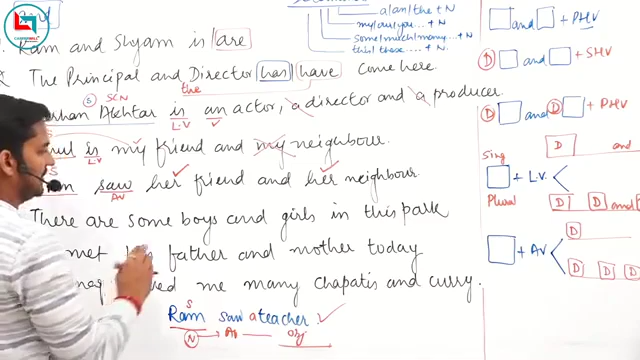 and
a/an/the + N
my/our/you... + N
Some/much/many... + N
this/these... + N.
Ram and Shyam is/are
The Principal and Director has have come here.
the
(S) SCN
Akhtar is an actor, a director and a producer.
L.V
is my friend and my neighbour.
L.V
saw her friend and her neighbour.
AV
There are some boys and girls in this park
met father and mother today
me many chapatis and curry.
S
Ram saw a teacher.
N AV obj
and + PHV
D and + SHV
D and D + PHV
D and
Sing
+ L.V
Plural
D D and
D
+ AV
D D D